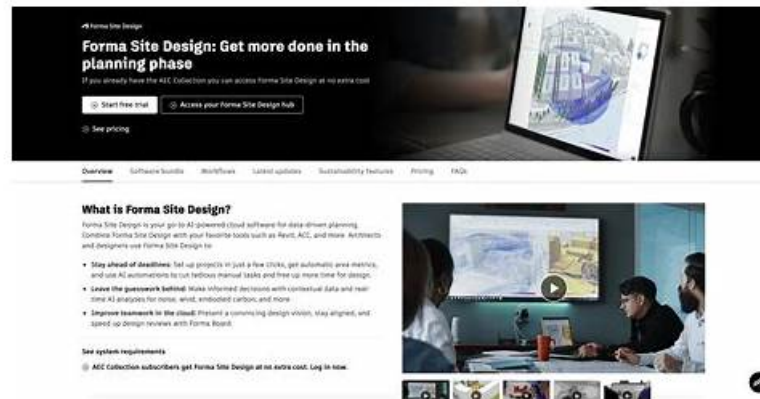 Forma Site Design
Forma Site Design: Get more done in the
planning phase
If you already have the AEC Collection you can access Forma Site Design at no extra cost
Start free trial
Access your Forma Site Design hub
See pricing
Overview
Software bundle
Workflows
Latest updates
Sustainability features
Pricing
FAQs
What is Forma Site Design?
Forma Site Design is your go-to AI-powered cloud software for data-driven planning.
Combine Forma Site Design with your favorite tools such as Revit, ACC, and more. Architects
and designers use Forma Site Design to:
• Stay ahead of deadlines: Set up projects in just a few clicks, get automatic area metrics,
and use AI automations to cut tedious manual tasks and free up more time for design.
• Leave the guesswork behind: Make informed decisions with contextual data and real-
time AI analyses for noise, wind, embodied carbon, and more.
• Improve teamwork in the cloud: Present a convincing design vision, stay aligned, and
speed up design reviews with Forma Board.
See system requirements
AEC Collection subscribers get Forma Site Design at no extra cost. Log in now.